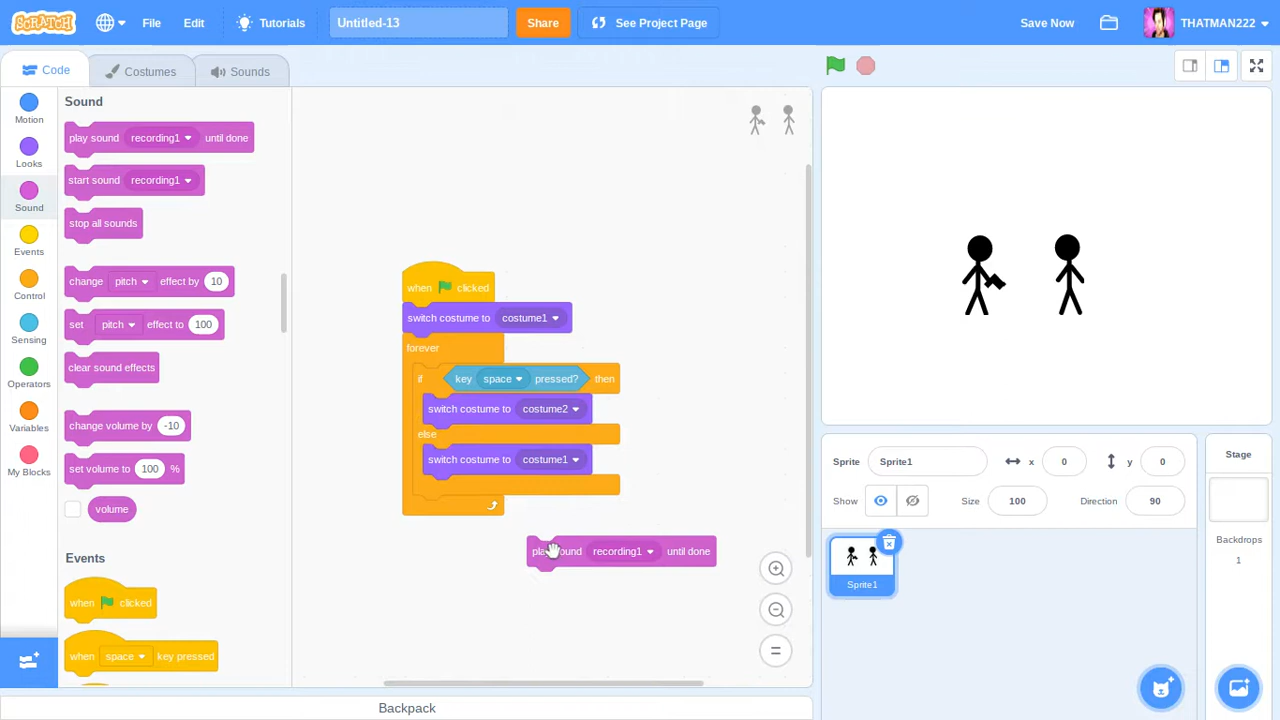 SCRATCH
File
Edit
Tutorials
Untitled-13
Share
See Project Page
Save Now
THATMAN222
Code
Costumes
Sounds
Motion
Looks
Sound
Events
Control
Sensing
Operators
Variables
My Blocks
Sound
play sound recording1 until done
start sound recording1
stop all sounds
change pitch effect by 10
set pitch effect to 100
clear sound effects
change volume by -10
set volume to 100 %
volume
Events
when clicked
when space key pressed
when clicked
switch costume to costume1
forever
if key space pressed? then
switch costume to costume2
else
switch costume to costume1
recording1 until done
Backpack
Sprite Sprite1 x 0 y 0
Show Size 100 Direction 90
Sprite1
Stage
Backdrops
1